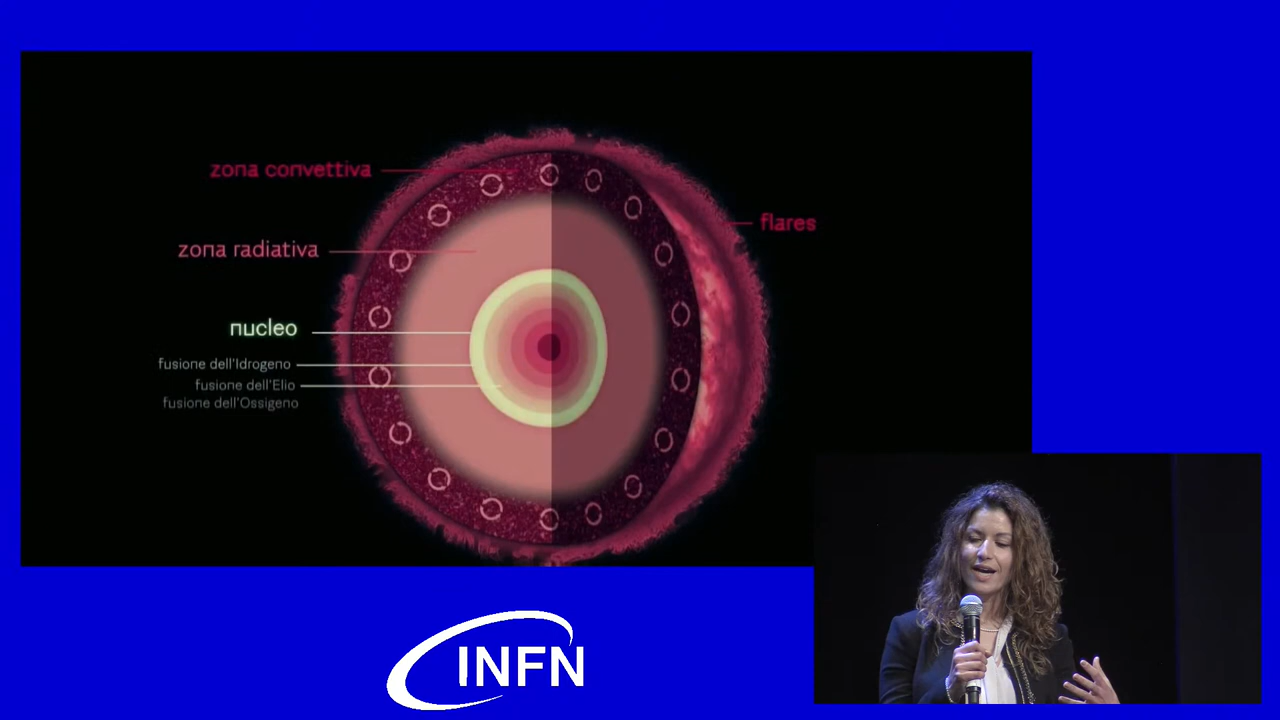 zona convettiva
flares
zona radiativa
nucleo
fusione dell'Idrogeno
fusione dell'Elio
fusione dell'Ossigeno
INFN